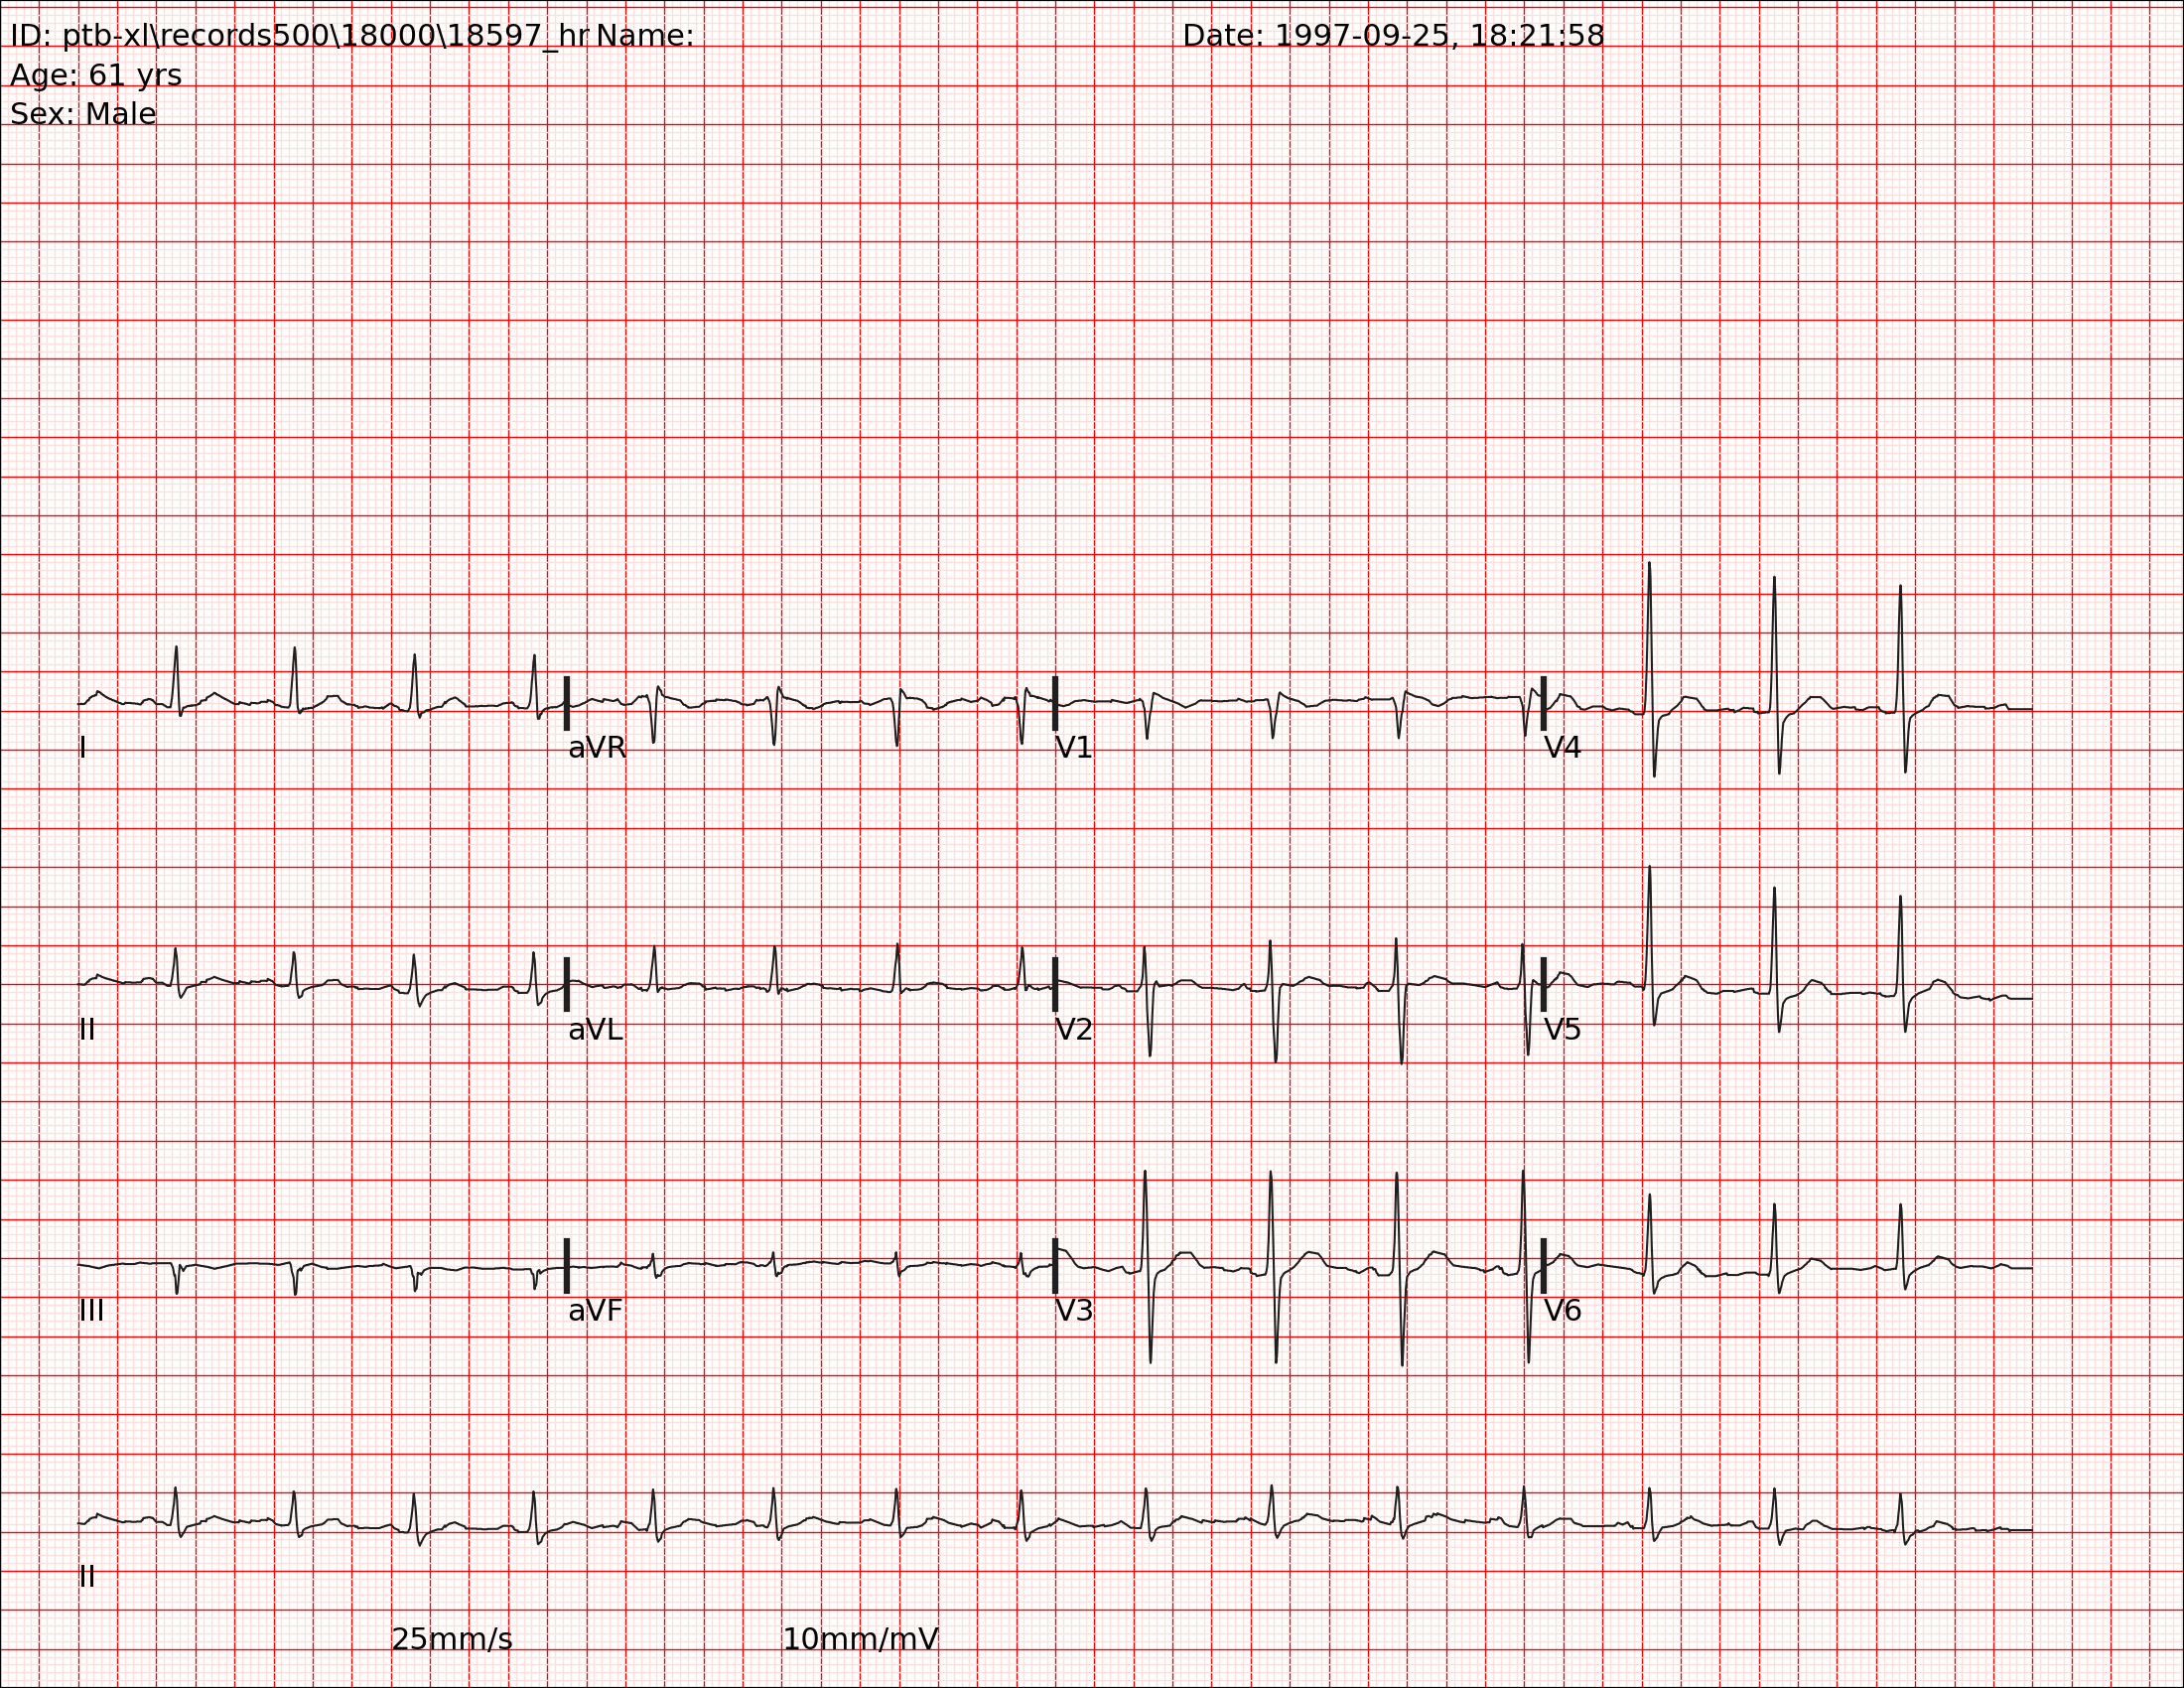 ID: ptb-xl\records500\18000\18597_hr Name: Date: 1997-09-25, 18:21:58
Age: 61 yrs
Sex: Male
I aVR V1 V4
II aVL V2 V5
III aVF V3 V6
II
25mm/s 10mm/mV